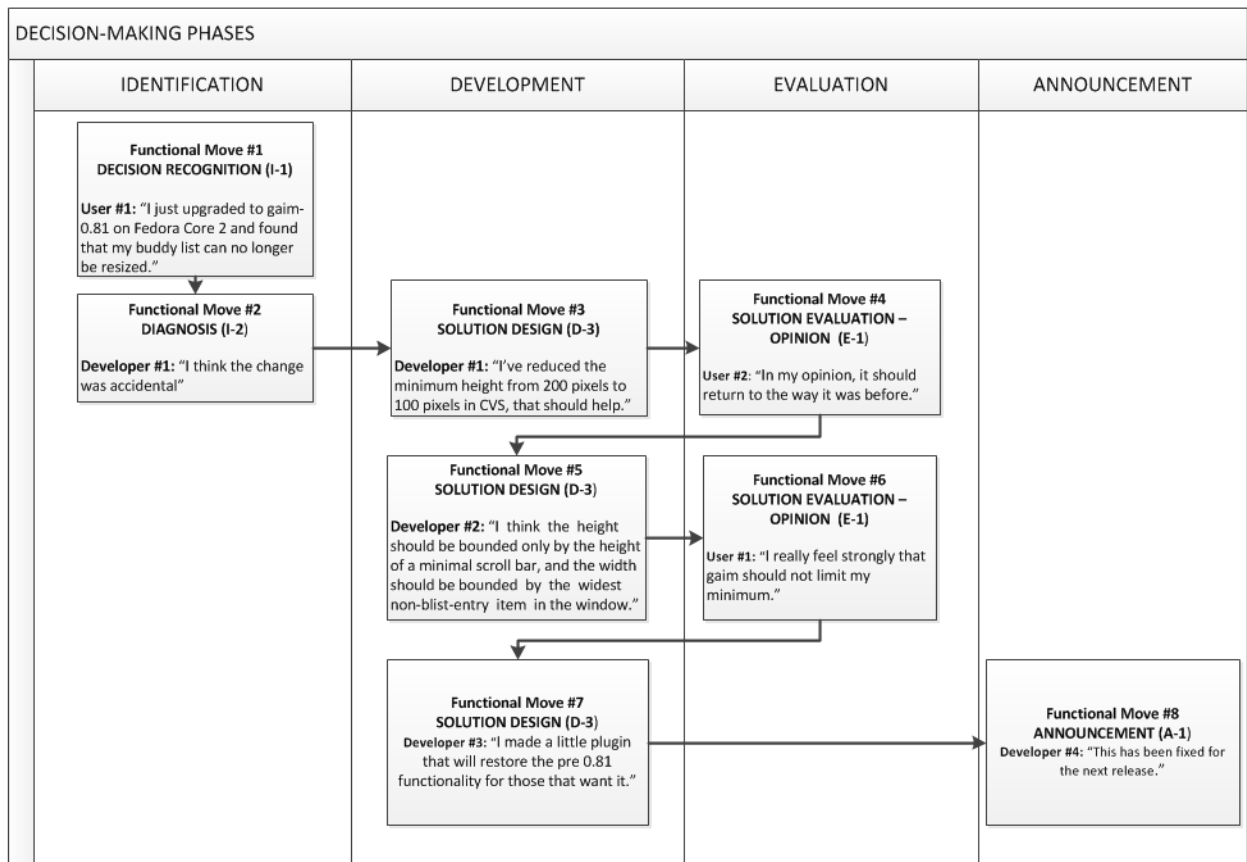 DECISION-MAKING PHASES
IDENTIFICATION
DEVELOPMENT
EVALUATION
ANNOUNCEMENT
Functional Move #1
DECISION RECOGNITION (I-1)
User #1: “I just upgraded to gaim-
0.81 on Fedora Core 2 and found
that my buddy list can no longer
be resized.”
Functional Move #2
DIAGNOSIS (I-2)
Developer #1: “I think the change
was accidental”
Functional Move #3
SOLUTION DESIGN (D-3)
Developer #1: “I’ve reduced the
minimum height from 200 pixels to
100 pixels in CVS, that should help.”
Functional Move #4
SOLUTION EVALUATION –
OPINION (E-1)
User #2: “In my opinion, it should
return to the way it was before.”
Functional Move #5
SOLUTION DESIGN (D-3)
Developer #2: “I think the height
should be bounded only by the height
of a minimal scroll bar, and the width
should be bounded by the widest
non-blist-entry item in the window.”
Functional Move #6
SOLUTION EVALUATION –
OPINION (E-1)
User #1: “I really feel strongly that
gaim should not limit my
minimum.”
Functional Move #7
SOLUTION DESIGN (D-3)
Developer #3: “I made a little plugin
that will restore the pre 0.81
functionality for those that want it.”
Functional Move #8
ANNOUNCEMENT (A-1)
Developer #4: “This has been fixed for
the next release.”